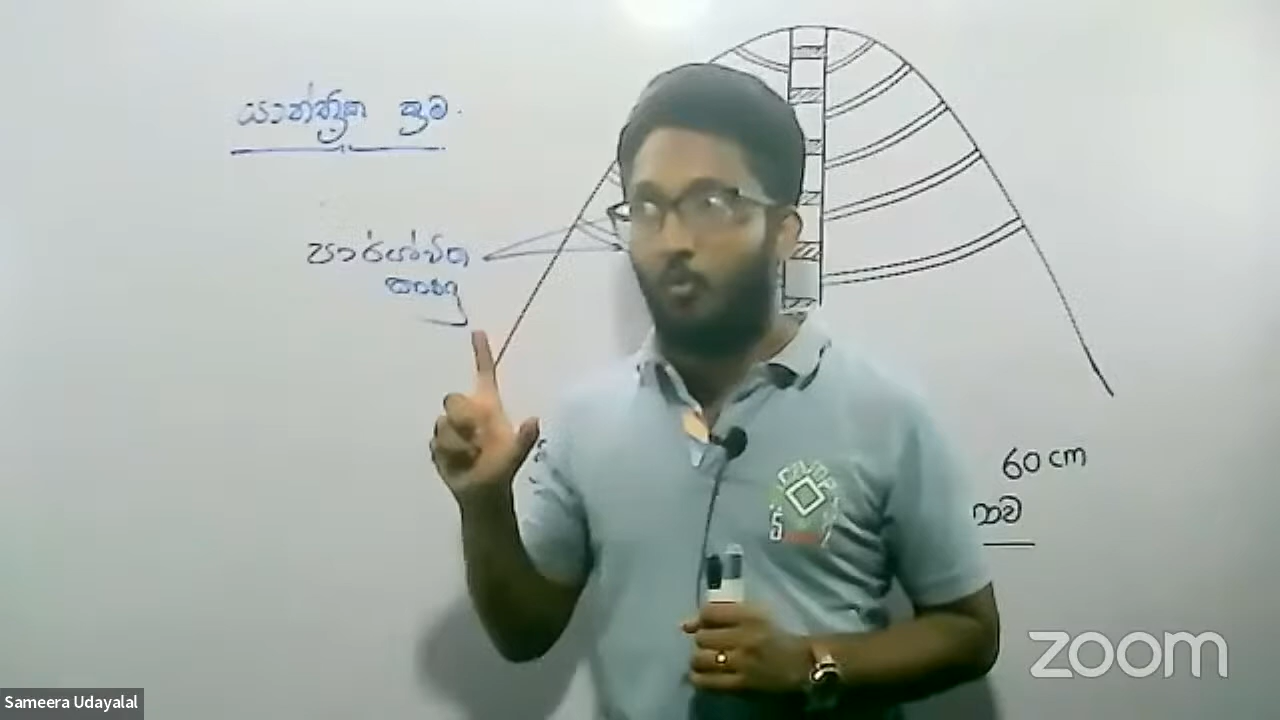 යාන්ත්‍රික ක්‍රම.
පාර්ශ්වික
කානු
60 cm
zoom
Sameera Udayalal